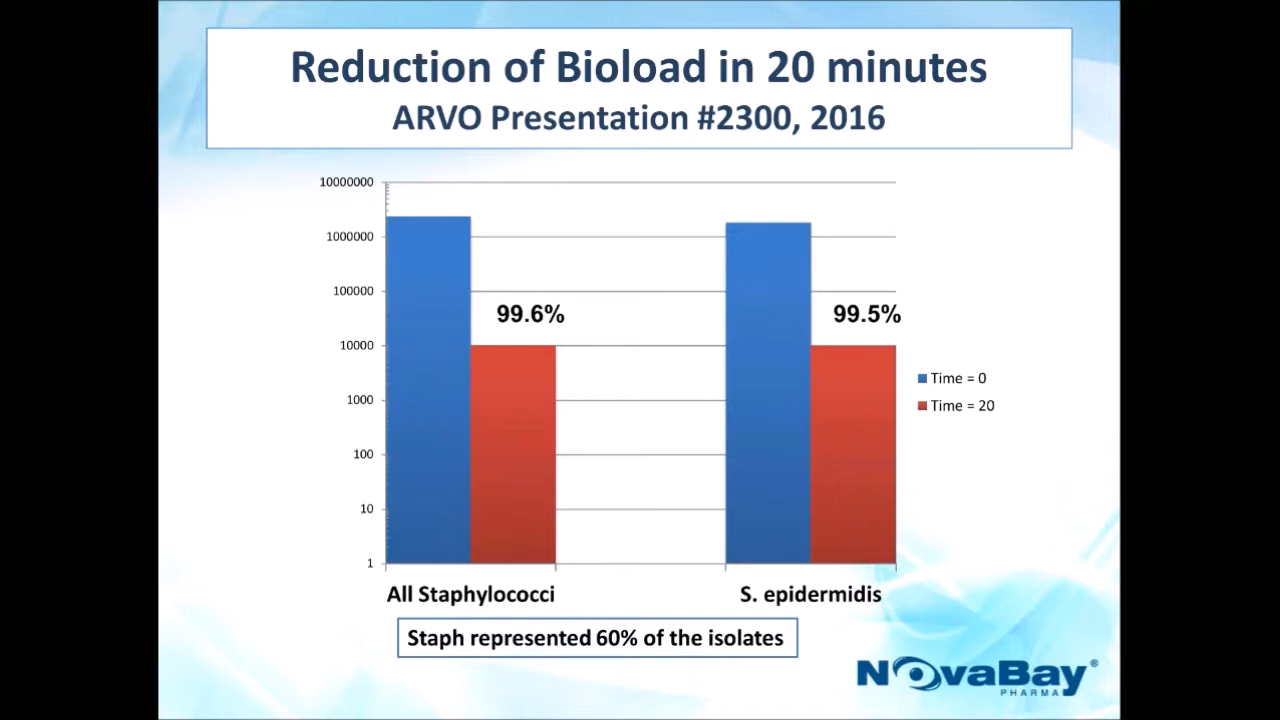 Reduction of Bioload in 20 minutes
ARVO Presentation #2300, 2016
10000000
1000000
100000
10000
1000
100
10
1
99.6%
99.5%
Time = 0
Time = 20
All Staphylococci
S. epidermidis
Staph represented 60% of the isolates
NovaBay®
PHARMA